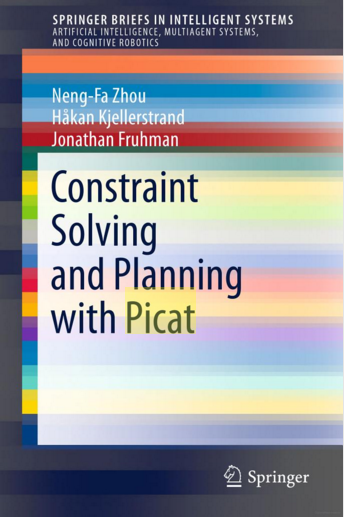 SPRINGER BRIEFS IN INTELLIGENT SYSTEMS
ARTIFICIAL INTELLIGENCE, MULTIAGENT SYSTEMS,
AND COGNITIVE ROBOTICS
Neng-Fa Zhou
Håkan Kjellerstrand
Jonathan Fruhman
Constraint
Solving
and Planning
with Picat
Springer